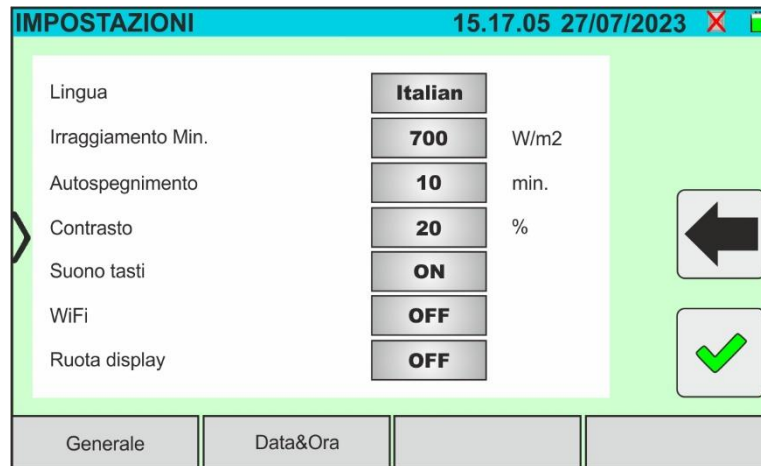 IMPOSTAZIONI 15.17.05 27/07/2023
Lingua Italian
Irraggiamento Min. 700 W/m2
Autospegnimento 10 min.
Contrasto 20 %
Suono tasti ON
WiFi OFF
Ruota display OFF
Generale Data&Ora